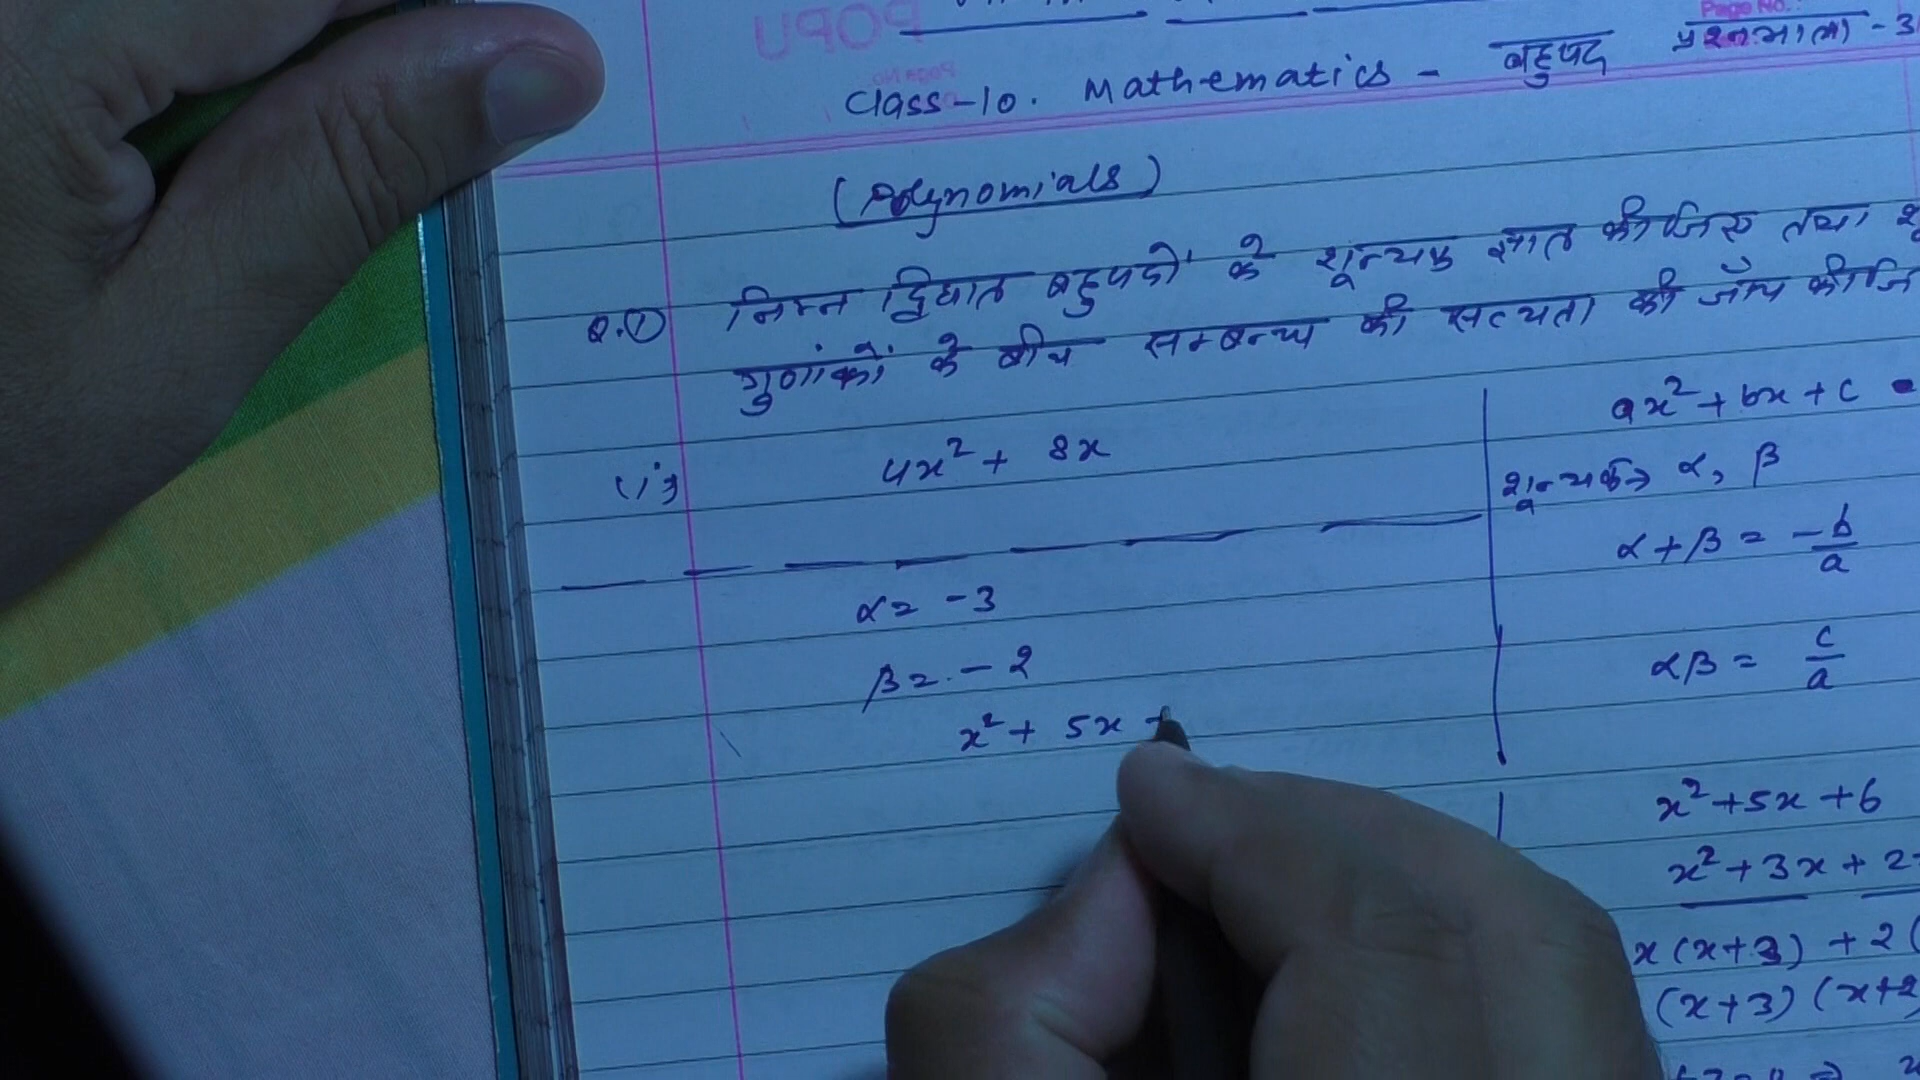 Page No.
Class-10. Mathematics - बहुपद प्रश्नमाला - 3
(Polynomials)
Q.① निम्न द्विघात बहुपदों के शून्यक ज्ञात कीजिए तथा
गुणांकों के बीच सम्बन्ध की सत्यता की जाँच
(i) 4x² + 8x
α = -3
β = -2
x² + 5x +
ax² + bx + c
शून्यक → α, β
α + β = -b/a
αβ = c/a
x² + 5x + 6
x² + 3x + 2
x(x+3) + 2(
(x+3) (x+2